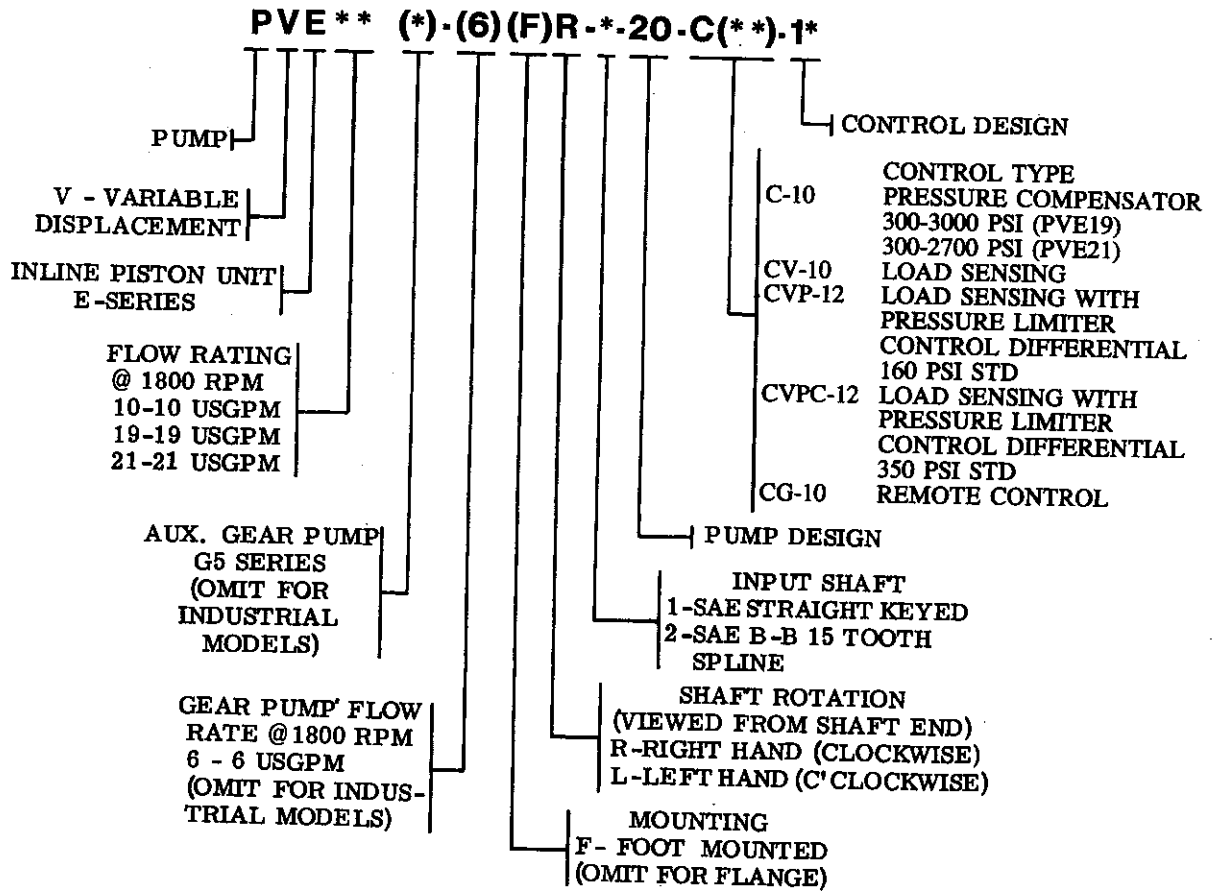 PVE** (*)-(6)(F)R-*-20-C(**)-1*
PUMP
V - VARIABLE
DISPLACEMENT
INLINE PISTON UNIT
E-SERIES
FLOW RATING
@ 1800 RPM
10-10 USGPM
19-19 USGPM
21-21 USGPM
AUX. GEAR PUMP
G5 SERIES
(OMIT FOR
INDUSTRIAL
MODELS)
GEAR PUMP' FLOW
RATE @1800 RPM
6 - 6 USGPM
(OMIT FOR INDUS-
TRIAL MODELS)
CONTROL DESIGN
CONTROL TYPE
C-10 PRESSURE COMPENSATOR
300-3000 PSI (PVE19)
300-2700 PSI (PVE21)
CV-10 LOAD SENSING
CVP-12 LOAD SENSING WITH
PRESSURE LIMITER
CONTROL DIFFERENTIAL
160 PSI STD
CVPC-12 LOAD SENSING WITH
PRESSURE LIMITER
CONTROL DIFFERENTIAL
350 PSI STD
CG-10 REMOTE CONTROL
PUMP DESIGN
INPUT SHAFT
1-SAE STRAIGHT KEYED
2-SAE B-B 15 TOOTH
SPLINE
SHAFT ROTATION
(VIEWED FROM SHAFT END)
R-RIGHT HAND (CLOCKWISE)
L-LEFT HAND (C'CLOCKWISE)
MOUNTING
F- FOOT MOUNTED
(OMIT FOR FLANGE)